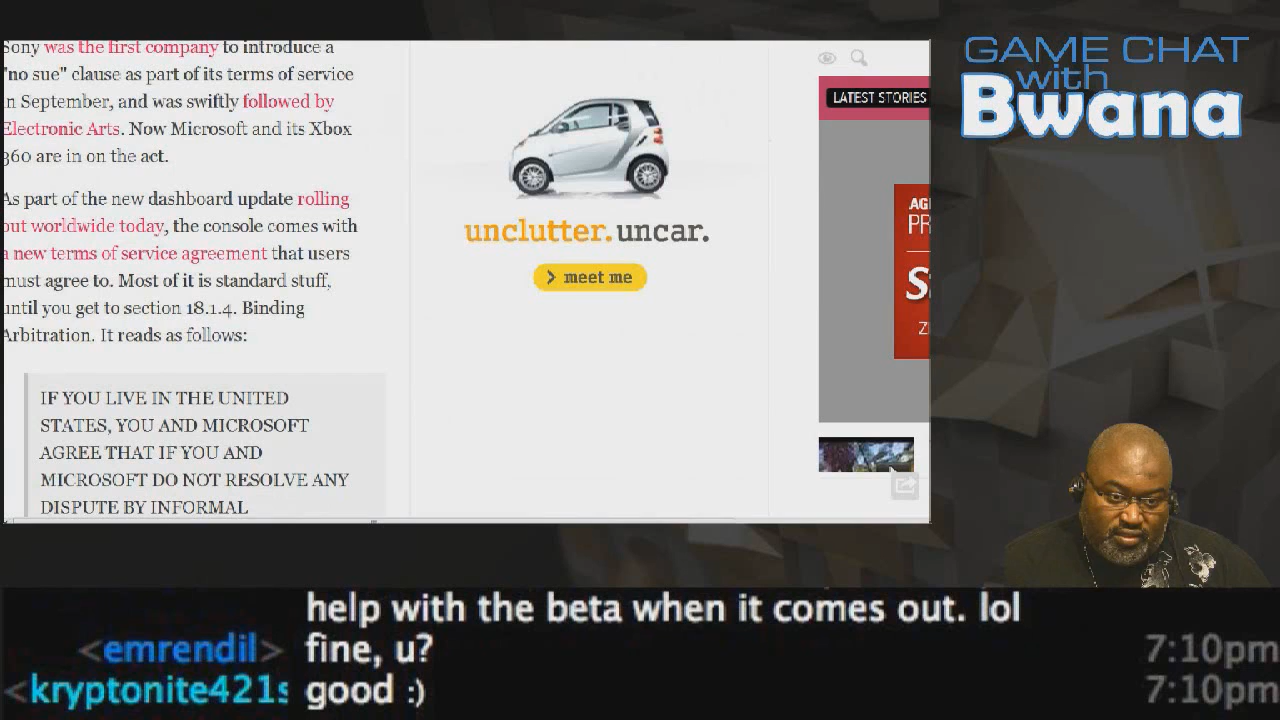 Sony was the first company to introduce a
"no sue" clause as part of its terms of service
in September, and was swiftly followed by
Electronic Arts. Now Microsoft and its Xbox
360 are in on the act.
As part of the new dashboard update rolling
out worldwide today, the console comes with
a new terms of service agreement that users
must agree to. Most of it is standard stuff,
until you get to section 18.1.4. Binding
Arbitration. It reads as follows:
IF YOU LIVE IN THE UNITED
STATES, YOU AND MICROSOFT
AGREE THAT IF YOU AND
MICROSOFT DO NOT RESOLVE ANY
DISPUTE BY INFORMAL
unclutter. uncar.
> meet me
LATEST STORIES
GAME CHAT
with
Bwana
help with the beta when it comes out. lol
<emrendil> fine, u? 7:10pm
<kryptonite421s good :) 7:10pm